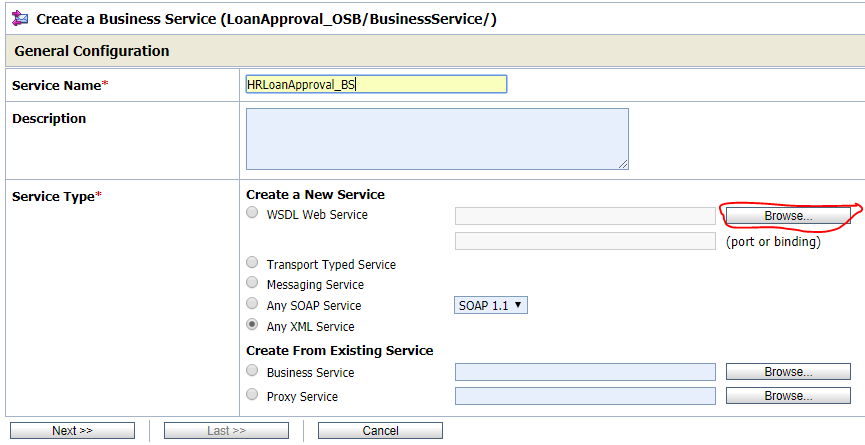 Create a Business Service (LoanApproval_OSB/BusinessService/)
General Configuration
Service Name*
HRLoanApproval_BS
Description
Service Type*
Create a New Service
WSDL Web Service
Browse...
(port or binding)
Transport Typed Service
Messaging Service
Any SOAP Service
SOAP 1.1
Any XML Service
Create From Existing Service
Business Service
Browse...
Proxy Service
Browse...
Next >>
Last >>
Cancel